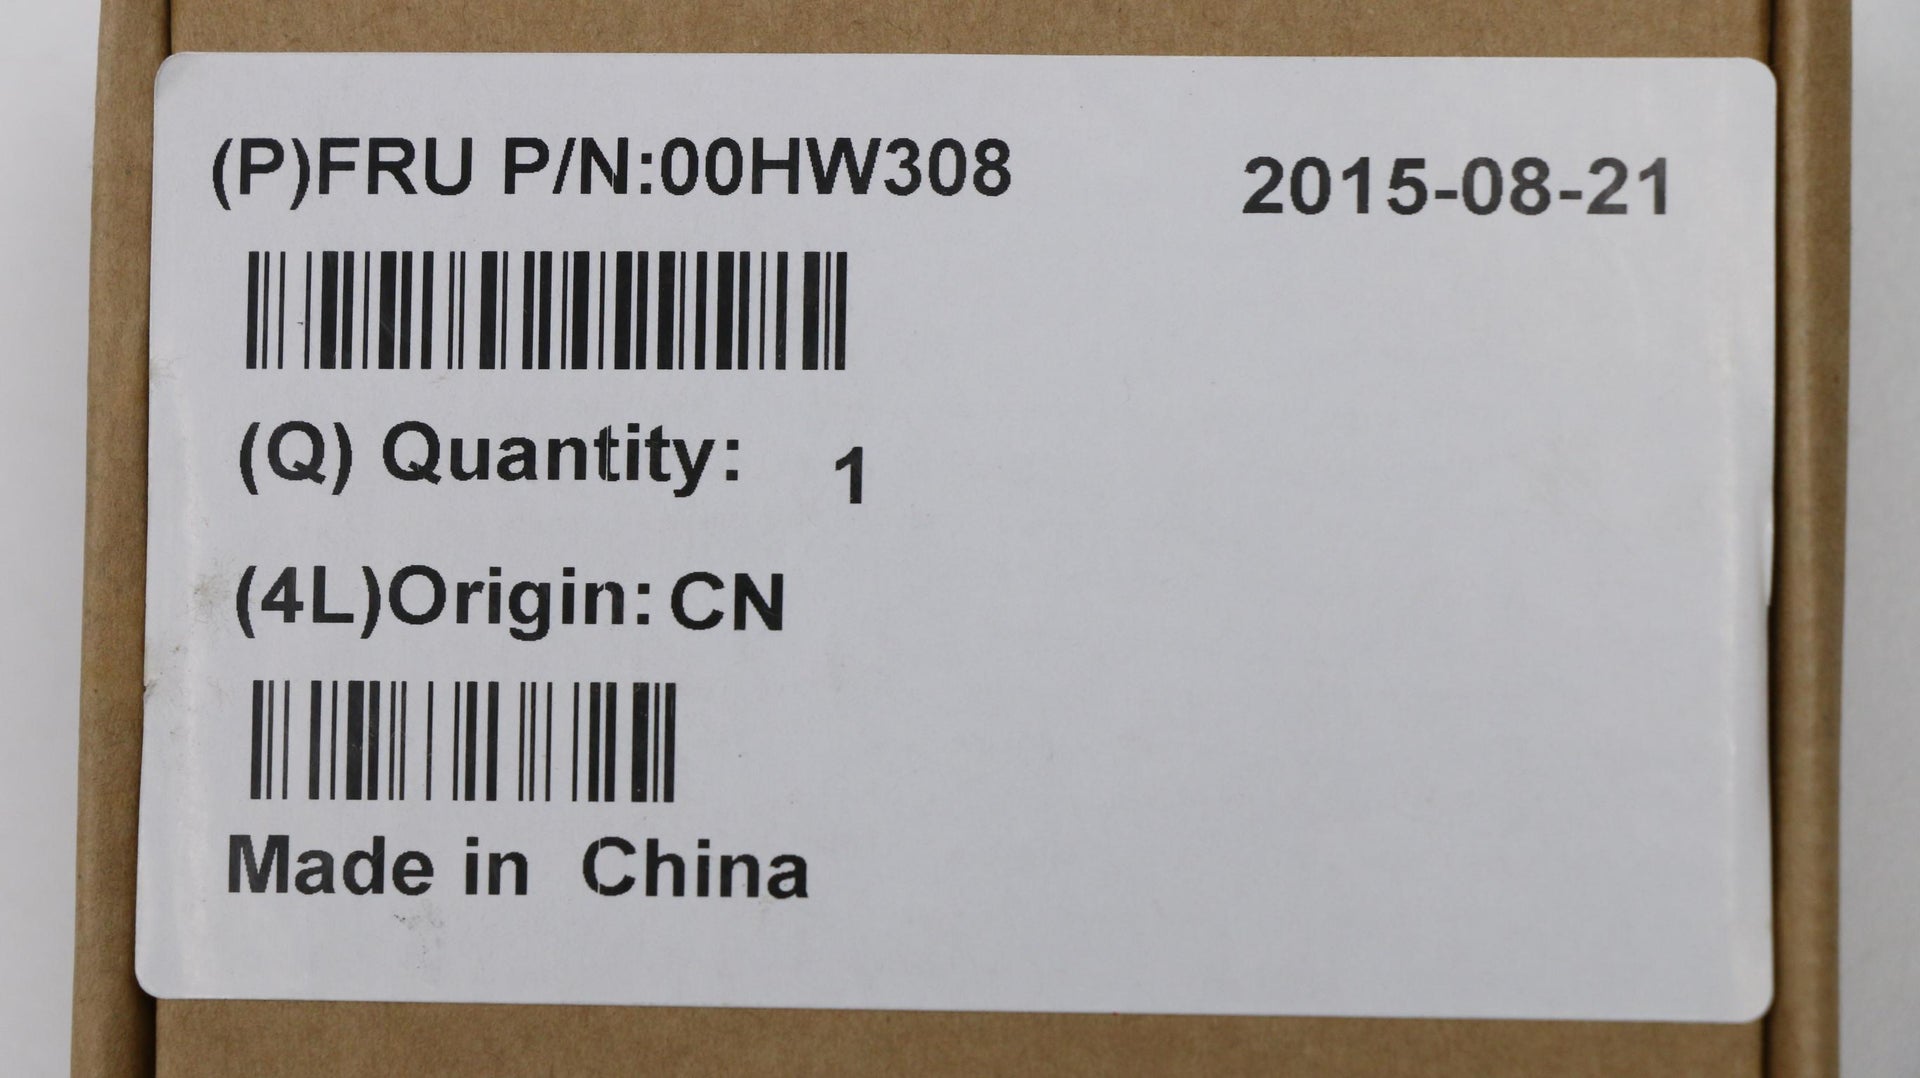 (P)FRU P/N:00HW308
2015-08-21
(Q) Quantity: 1
(4L)Origin: CN
Made in China